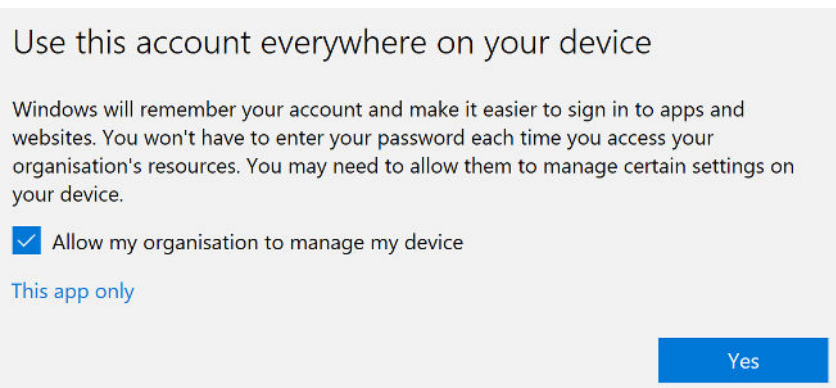 Use this account everywhere on your device
Windows will remember your account and make it easier to sign in to apps and
websites. You won't have to enter your password each time you access your
organisation's resources. You may need to allow them to manage certain settings on
your device.
Allow my organisation to manage my device
This app only
Yes